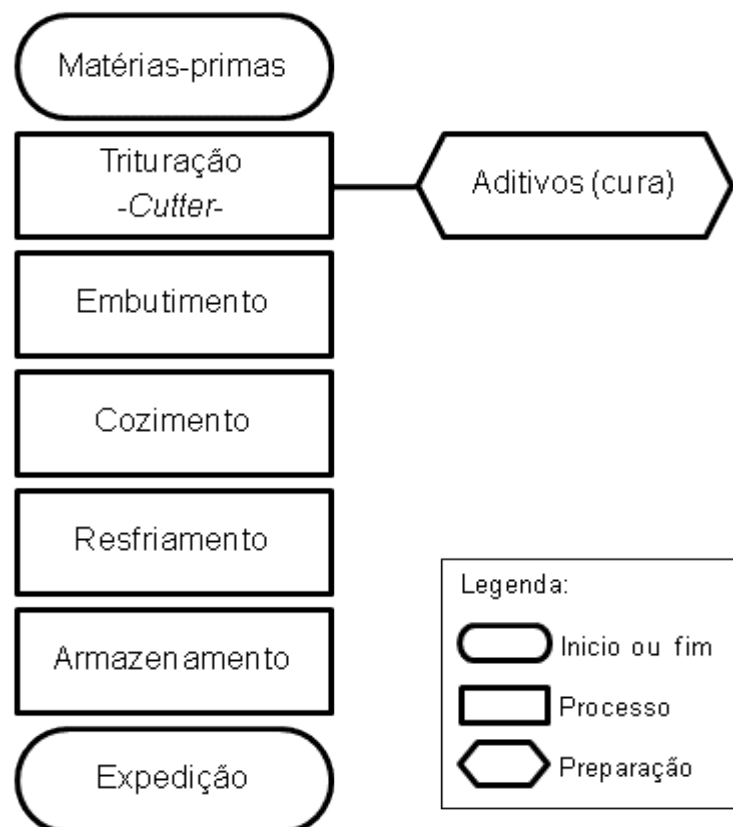 Matérias-primas
Trituração
-Cutter-
Aditivos (cura)
Embutimento
Cozimento
Resfriamento
Armazenamento
Expedição
Legenda:
Inicio ou fim
Processo
Preparação